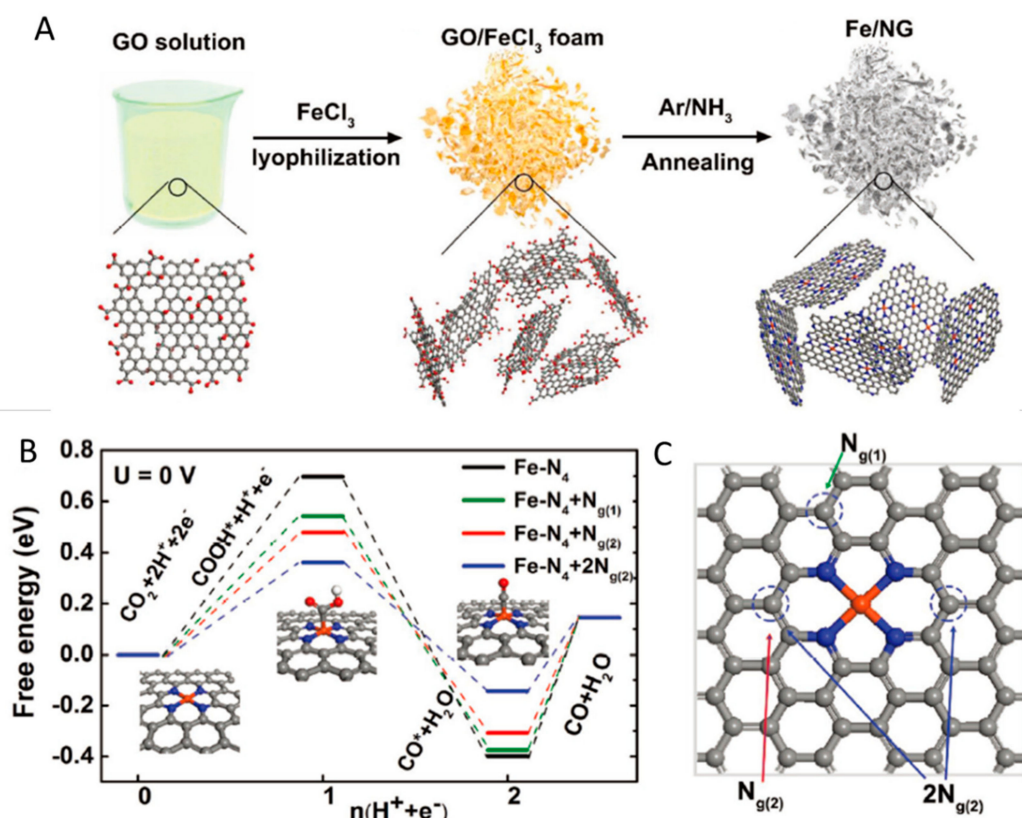 A
GO solution
GO/FeCl3 foam
Fe/NG
FeCl3
lyophilization
Ar/NH3
Annealing
B
U = 0 V
Fe-N4
Fe-N4+Ng(1)
Fe-N4+Ng(2)
Fe-N4+2Ng(2)
CO2+2H++2e-
COOH*+H++e-
CO*+H2O
CO+H2O
Free energy (eV)
0.8
0.6
0.4
0.2
0.0
-0.2
-0.4
0
1
2
n(H++e-)
C
Ng(1)
Ng(2)
2Ng(2)